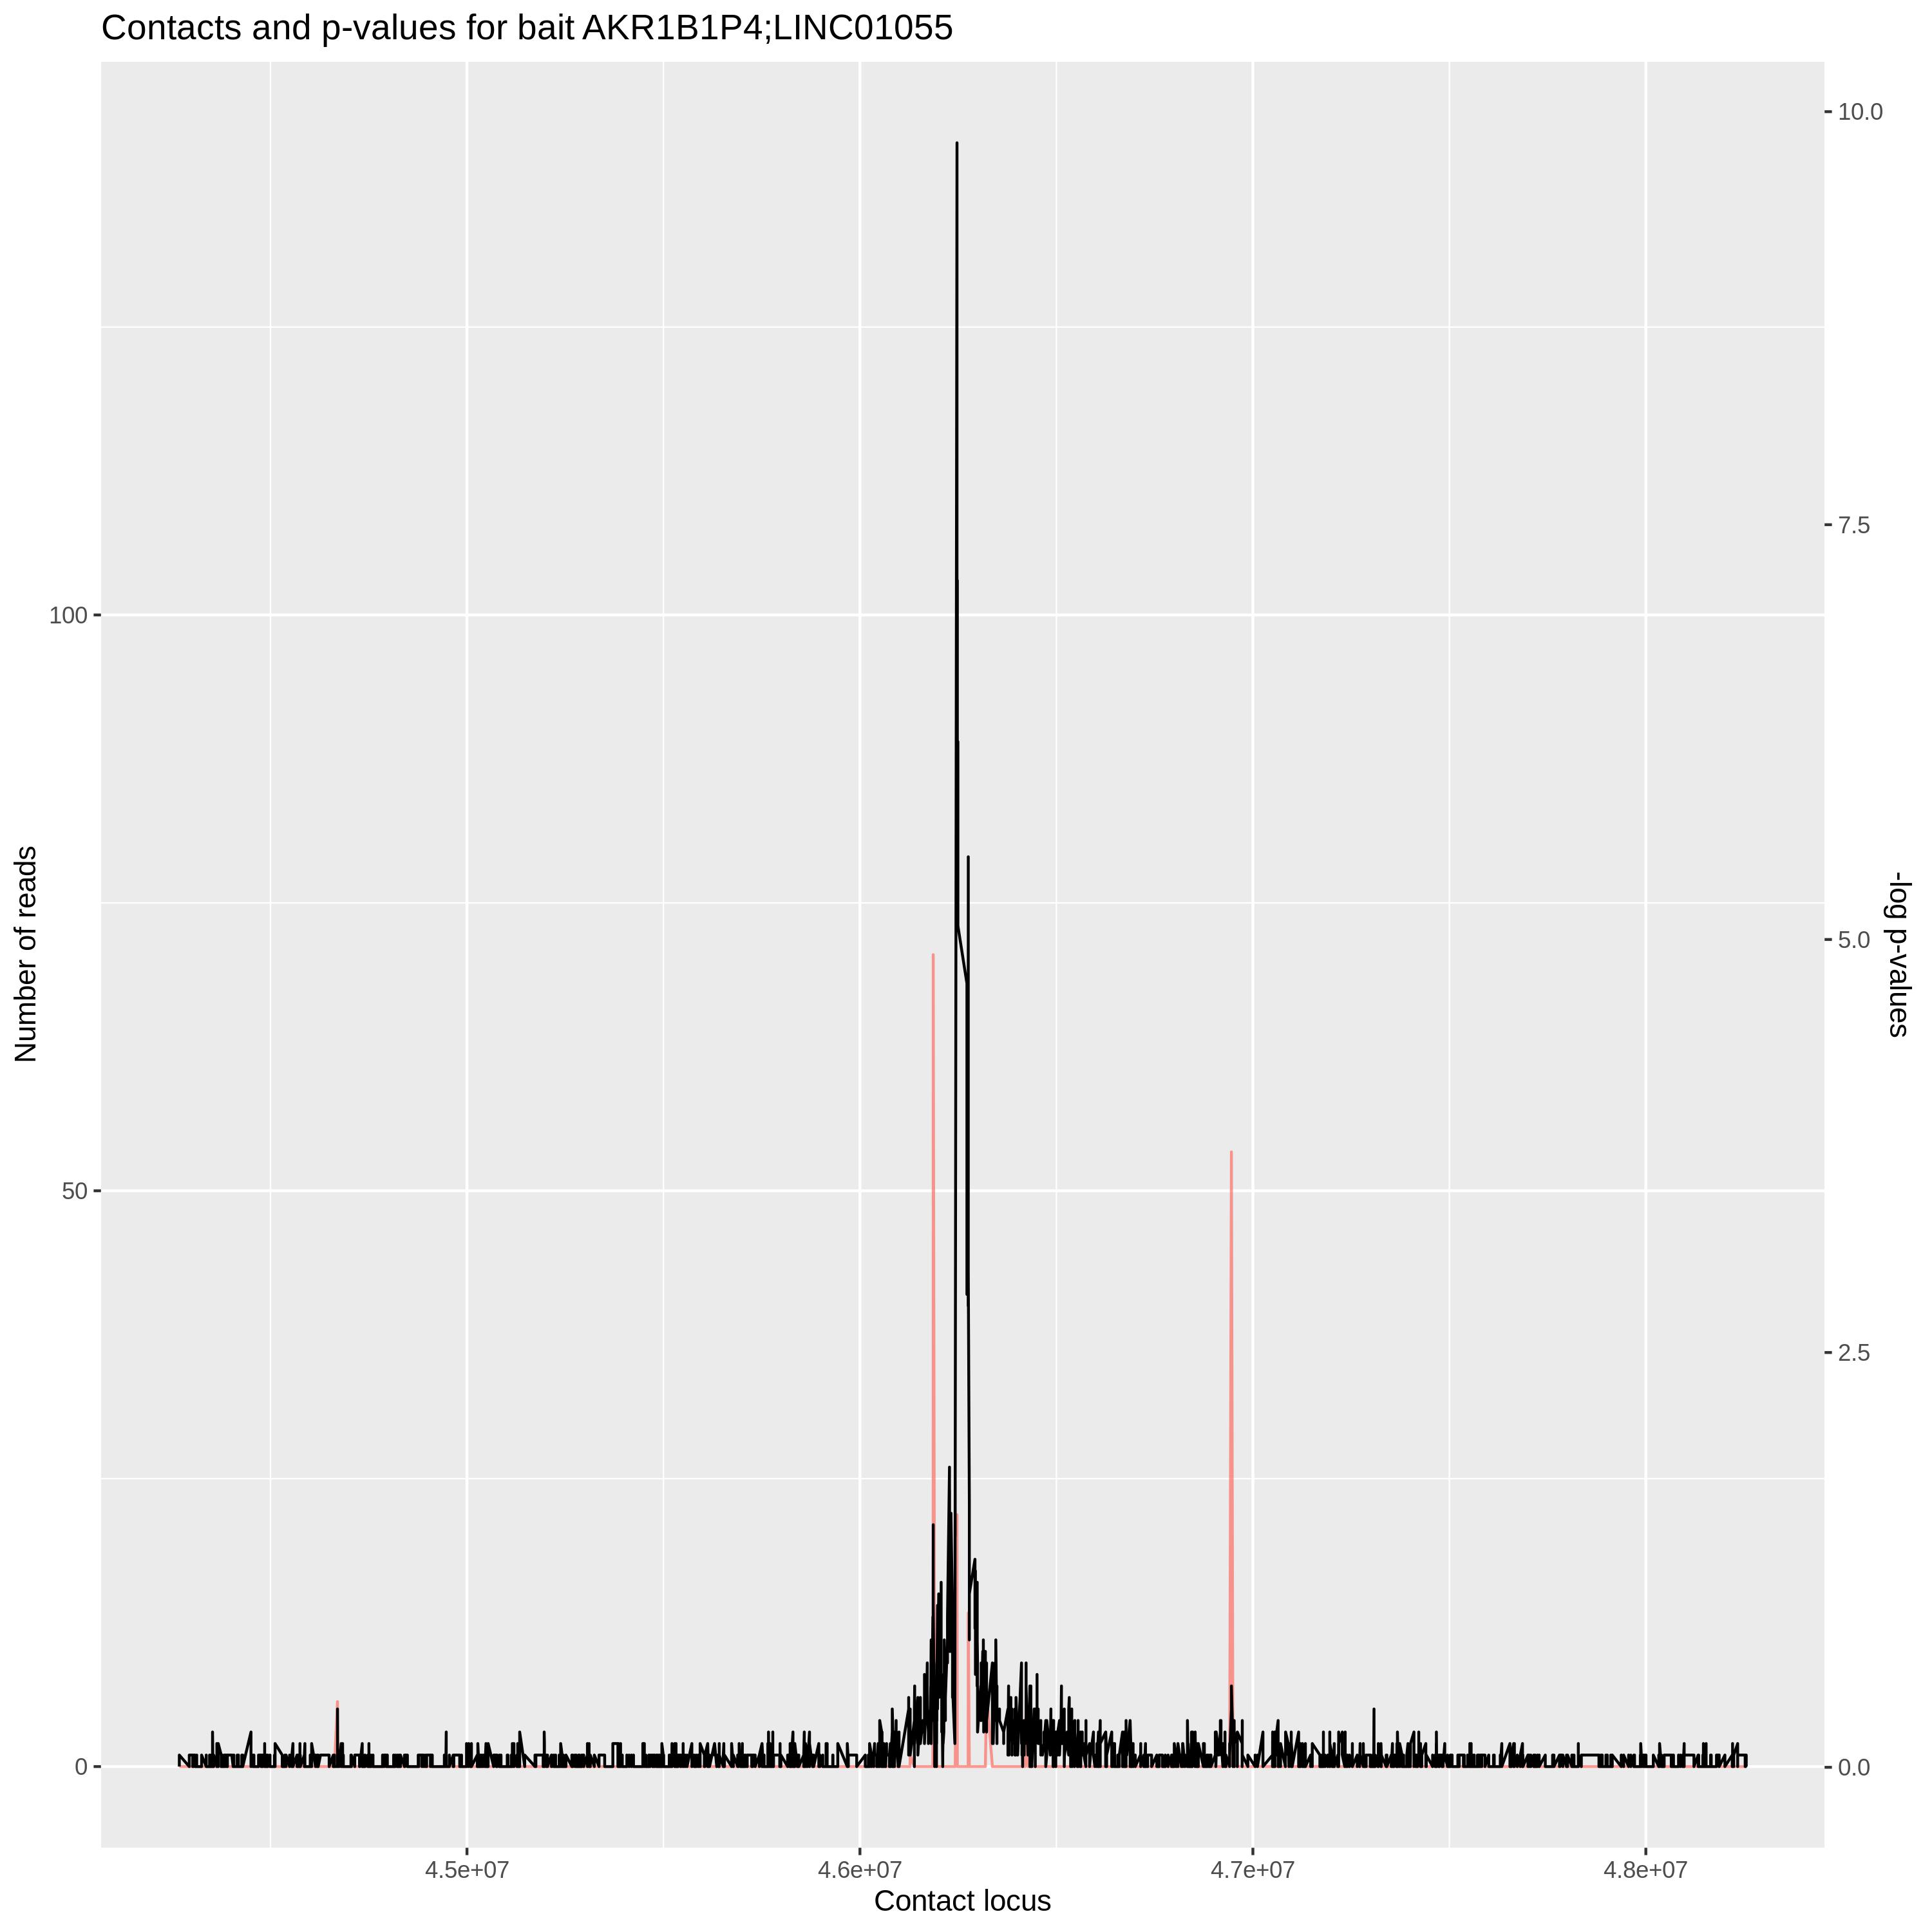 Contacts and p-values for bait AKR1B1P4;LINC01055
Number of reads
100
50
0
10.0
7.5
5.0
2.5
0.0
-log p-values
4.5e+07
4.6e+07
4.7e+07
4.8e+07
Contact locus